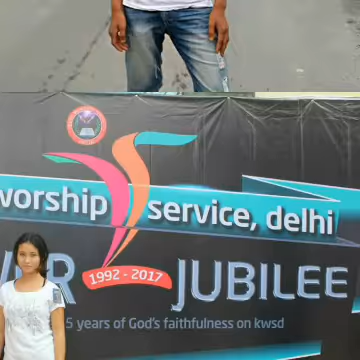 worship service, delhi
1992 - 2017 JUBILEE
5 years of God's faithfulness on kwsd